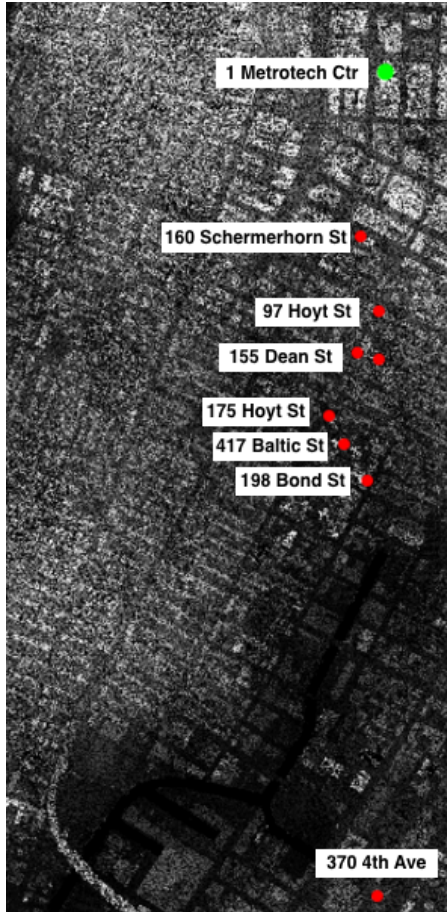 1 Metrotech Ctr
160 Schermerhorn St
97 Hoyt St
155 Dean St
175 Hoyt St
417 Baltic St
198 Bond St
370 4th Ave